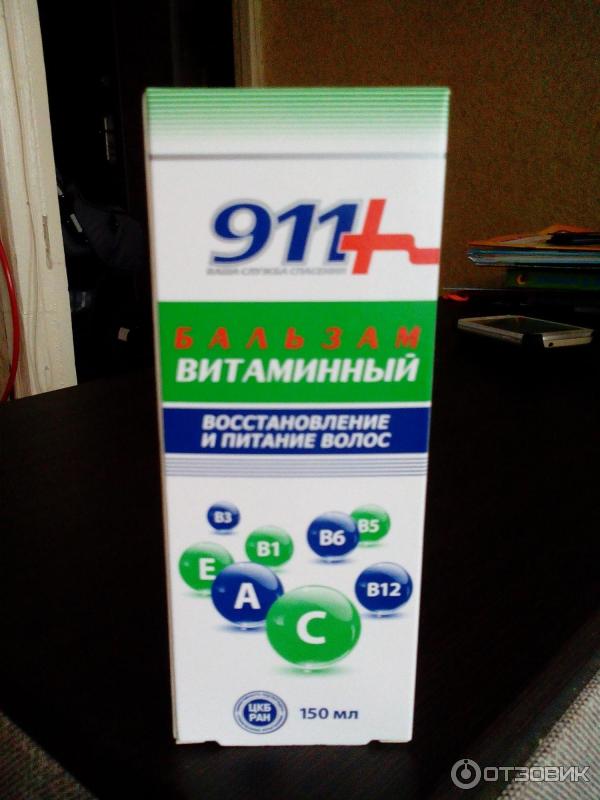 911+
ВАША СЛУЖБА СПАСЕНИЯ
БАЛЬЗАМ
ВИТАМИННЫЙ
ВОССТАНОВЛЕНИЕ
И ПИТАНИЕ ВОЛОС
B3
B1
B6
B5
E
A
B12
C
ЦКБ
РАН
150 мл
ОТЗОВИК